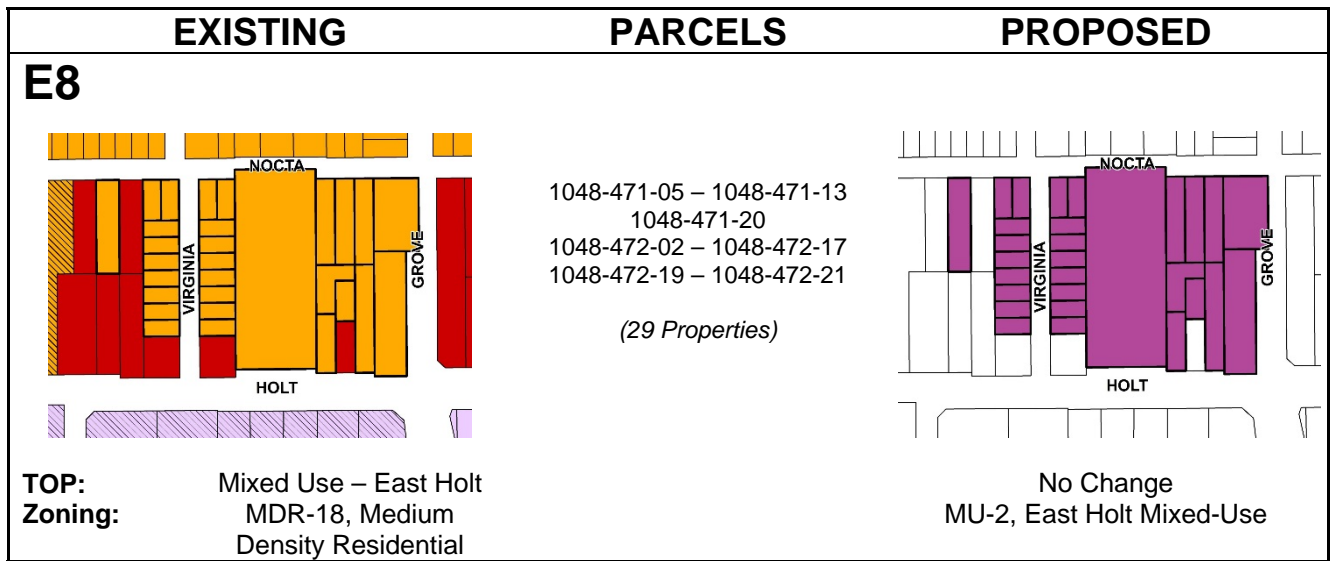 EXISTING PARCELS PROPOSED
E8
NOCTA
VIRGINIA
GROVE
HOLT
1048-471-05 – 1048-471-13
1048-471-20
1048-472-02 – 1048-472-17
1048-472-19 – 1048-472-21
(29 Properties)
NOCTA
VIRGINIA
GROVE
HOLT
TOP: Mixed Use – East Holt No Change
Zoning: MDR-18, Medium MU-2, East Holt Mixed-Use
Density Residential